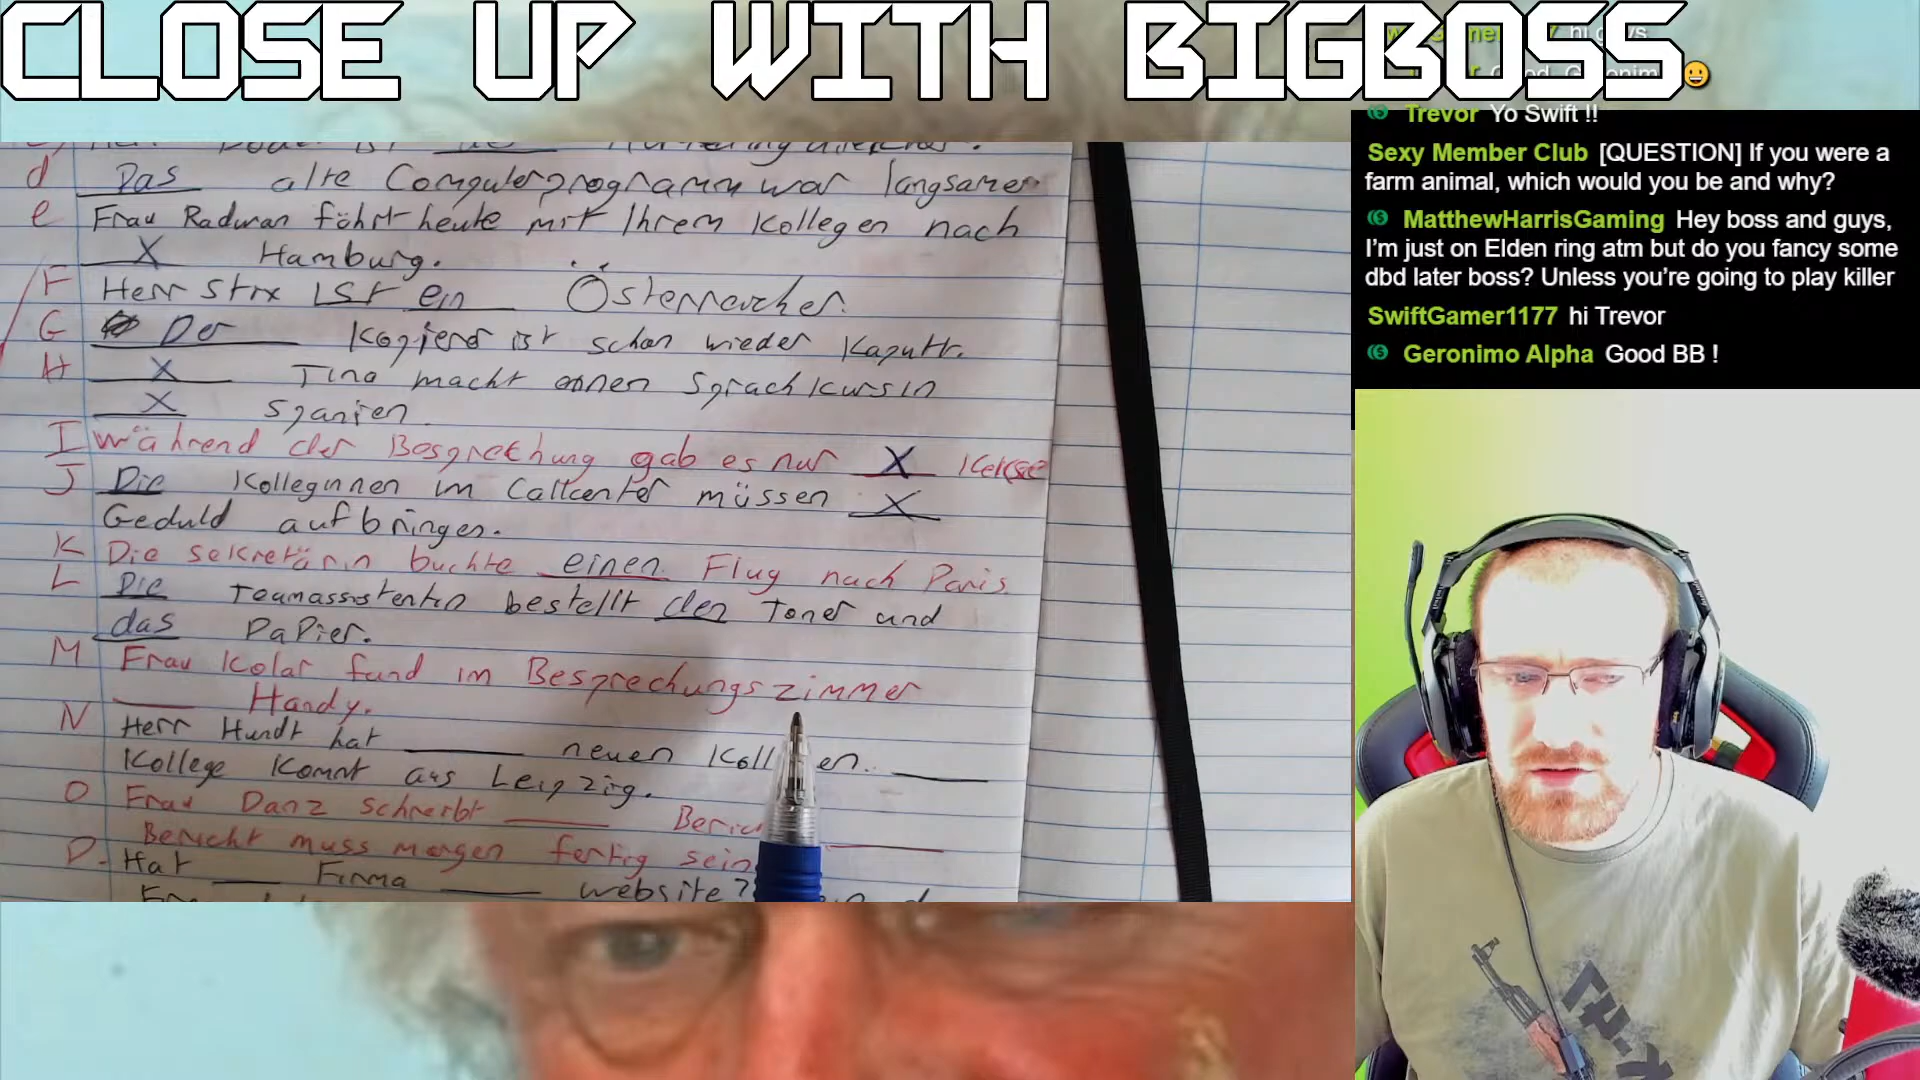 CLOSE UP WITH BIGBOSS
hi guys
Trevor Yo Swift !!
Sexy Member Club [QUESTION] If you were a
farm animal, which would you be and why?
MatthewHarrisGaming Hey boss and guys,
I'm just on Elden ring atm but do you fancy some
dbd later boss? Unless you're going to play killer
SwiftGamer1177 hi Trevor
Geronimo Alpha Good BB !
d Das alte Computerprogramm war langsamer
e Frau Radwan fährt heute mit Ihrem Kollegen nach
X Hamburg.
F Herr Strx IST ein Österreicher.
G Der Kopierer ist schon wieder Kaputt.
H X Tina macht einen Sprachkurs in
X Spanien
I während der Besprechung gab es nur X Kekse
J Die Kolleginnen im Callcenter müssen X
Geduld aufbringen.
K Die sekretärin buchte einen Flug nach Paris.
L Die Teamassistentin bestellt den Toner und
das Papier.
M Frau Kolar fand im Besprechungszimmer
Handy.
N Herr Hundt hat neuen
Kollege Kommt aus Leipzig.
O Frau Danz schreibt
Bericht muss morgen fertig sein
P. Hat Firma website?